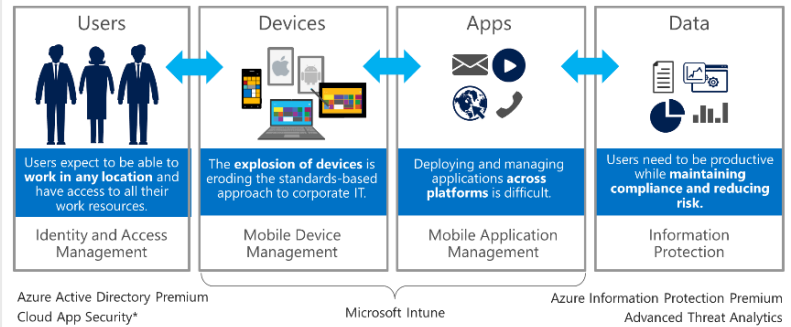 Users
Devices
Apps
Data
Users expect to be able to
work in any location and
have access to all their
work resources.
The explosion of devices is
eroding the standards-based
approach to corporate IT.
Deploying and managing
applications across
platforms is difficult.
Users need to be productive
while maintaining
compliance and reducing
risk.
Identity and Access
Management
Mobile Device
Management
Mobile Application
Management
Information
Protection
Azure Active Directory Premium
Cloud App Security*
Microsoft Intune
Azure Information Protection Premium
Advanced Threat Analytics